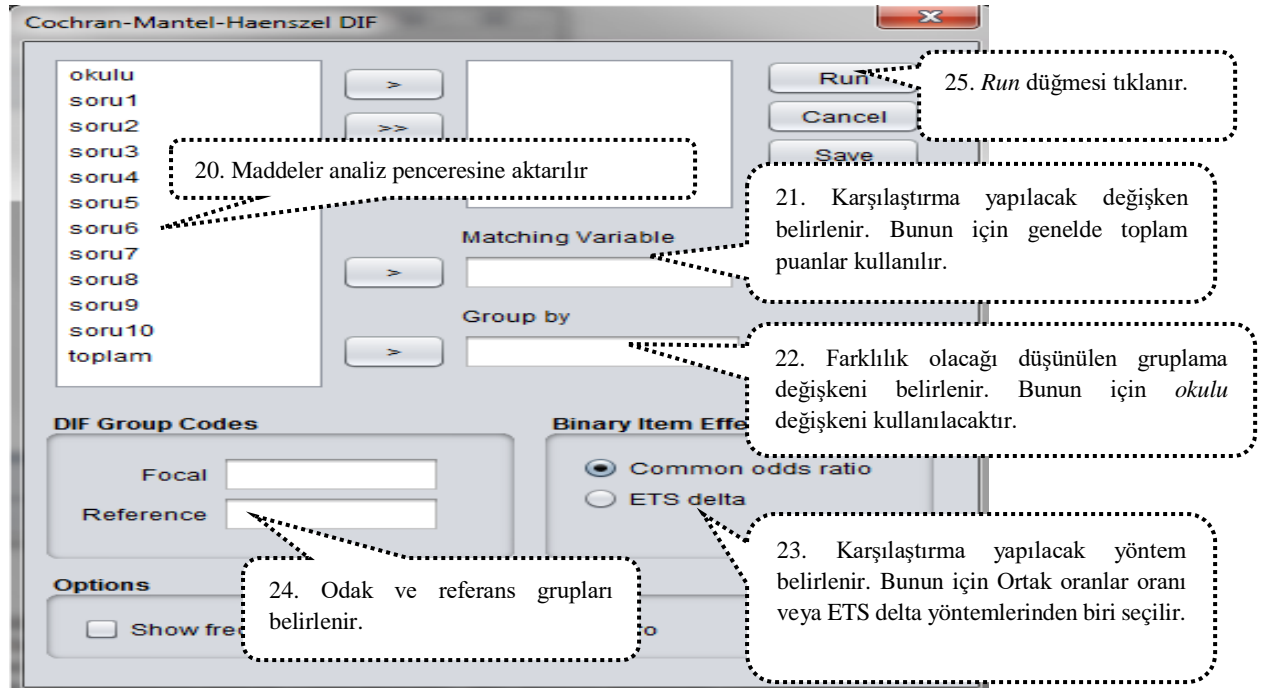 Cochran-Mantel-Haenszel DIF
okulu
soru1
soru2
soru3
soru4
soru5
soru6
soru7
soru8
soru9
soru10
toplam
>
>>
Run
Cancel
Save
25. Run düğmesi tıklanır.
20. Maddeler analiz penceresine aktarılır
21. Karşılaştırma yapılacak değişken
belirlenir. Bunun için genelde toplam
puanlar kullanılır.
Matching Variable
>
Group by
>
22. Farklılık olacağı düşünülen gruplama
değişkeni belirlenir. Bunun için okulu
değişkeni kullanılacaktır.
DIF Group Codes
Focal
Reference
Binary Item
Common odds ratio
ETS delta
23. Karşılaştırma yapılacak yöntem
belirlenir. Bunun için Ortak oranlar oranı
veya ETS delta yöntemlerinden biri seçilir.
24. Odak ve referans grupları
belirlenir.
Options
Show